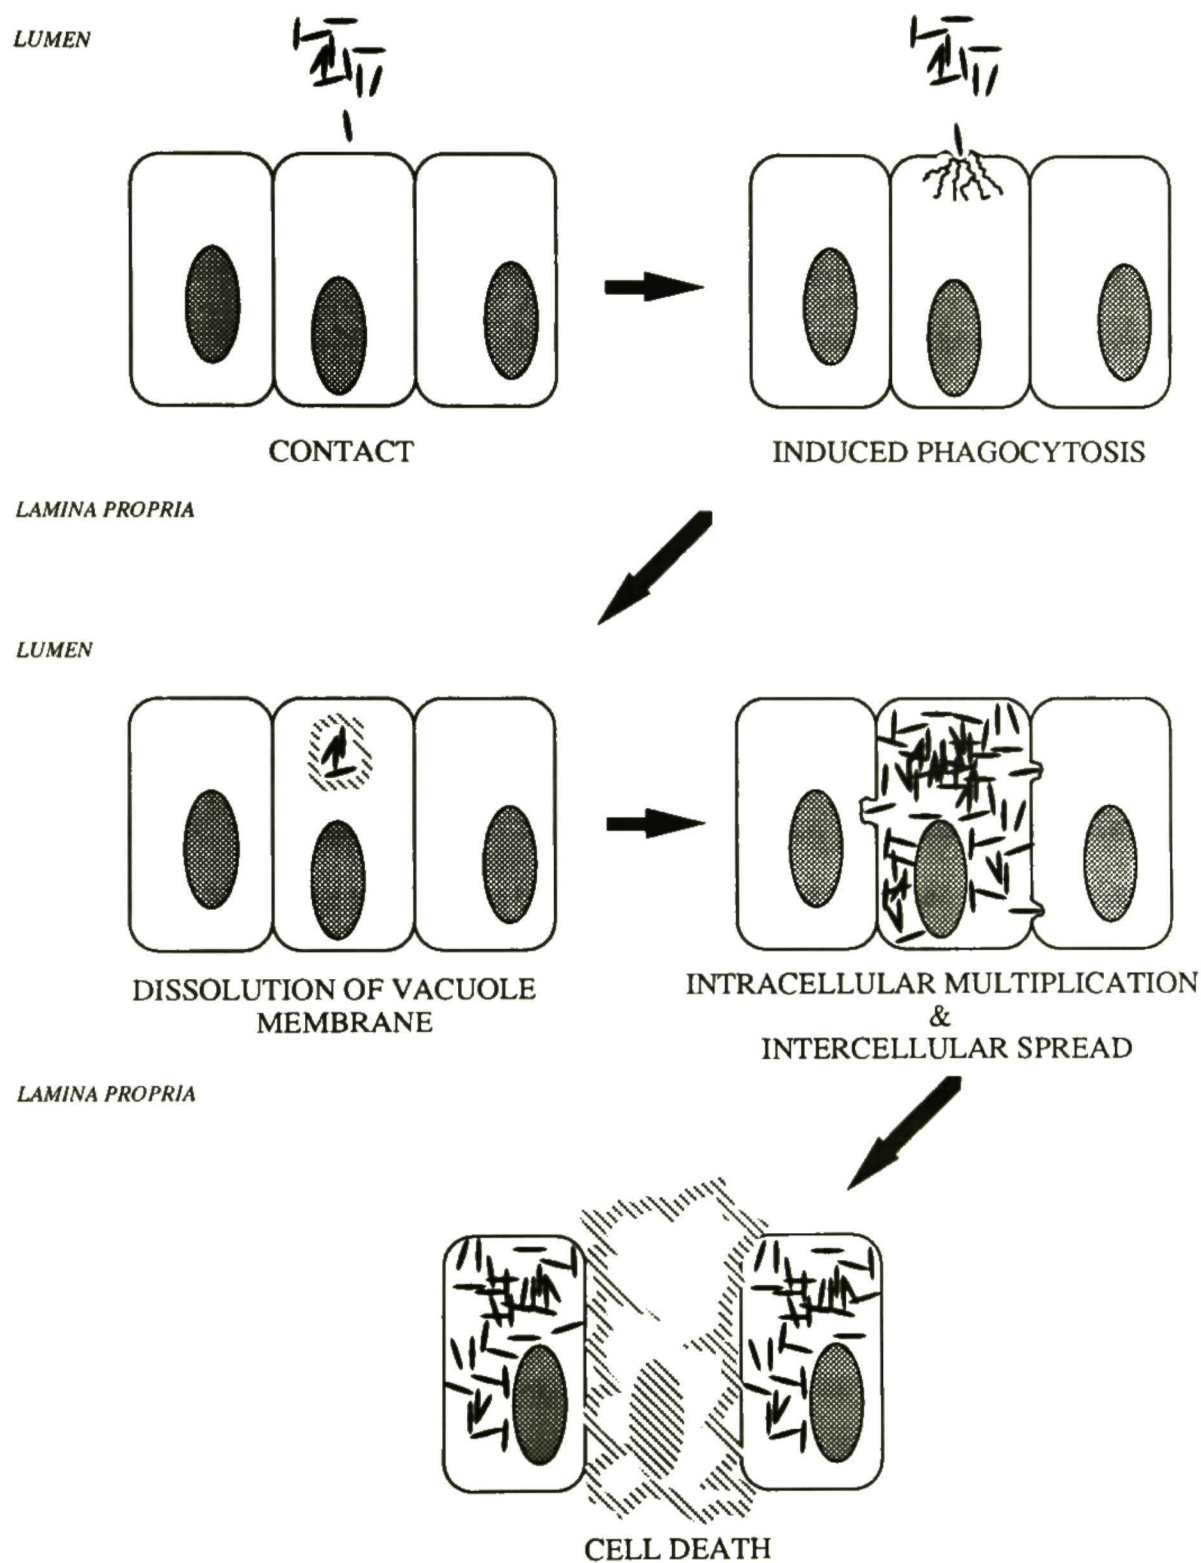 LUMEN
CONTACT
INDUCED PHAGOCYTOSIS
LAMINA PROPRIA
LUMEN
DISSOLUTION OF VACUOLE
MEMBRANE
INTRACELLULAR MULTIPLICATION
&
INTERCELLULAR SPREAD
LAMINA PROPRIA
CELL DEATH